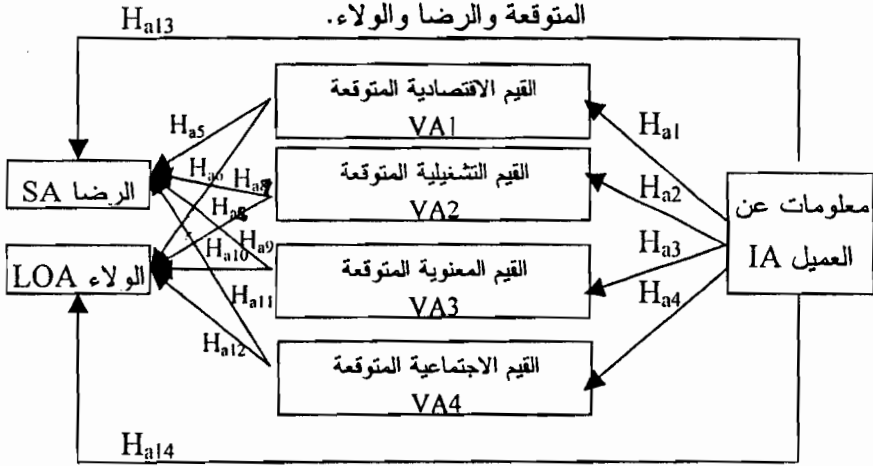 المتوقعة والرضا والولاء.
Ha13
القيم الاقتصادية المتوقعة
VA1
Ha1
Ha5
Ha6
القيم التشغيلية المتوقعة
VA2
Ha2
Ha8
الرضا SA
معلومات عن
العميل IA
Ha3
Ha9
Ha10
القيم المعنوية المتوقعة
VA3
الولاء LOA
Ha4
Ha11
Ha12
القيم الاجتماعية المتوقعة
VA4
Ha14